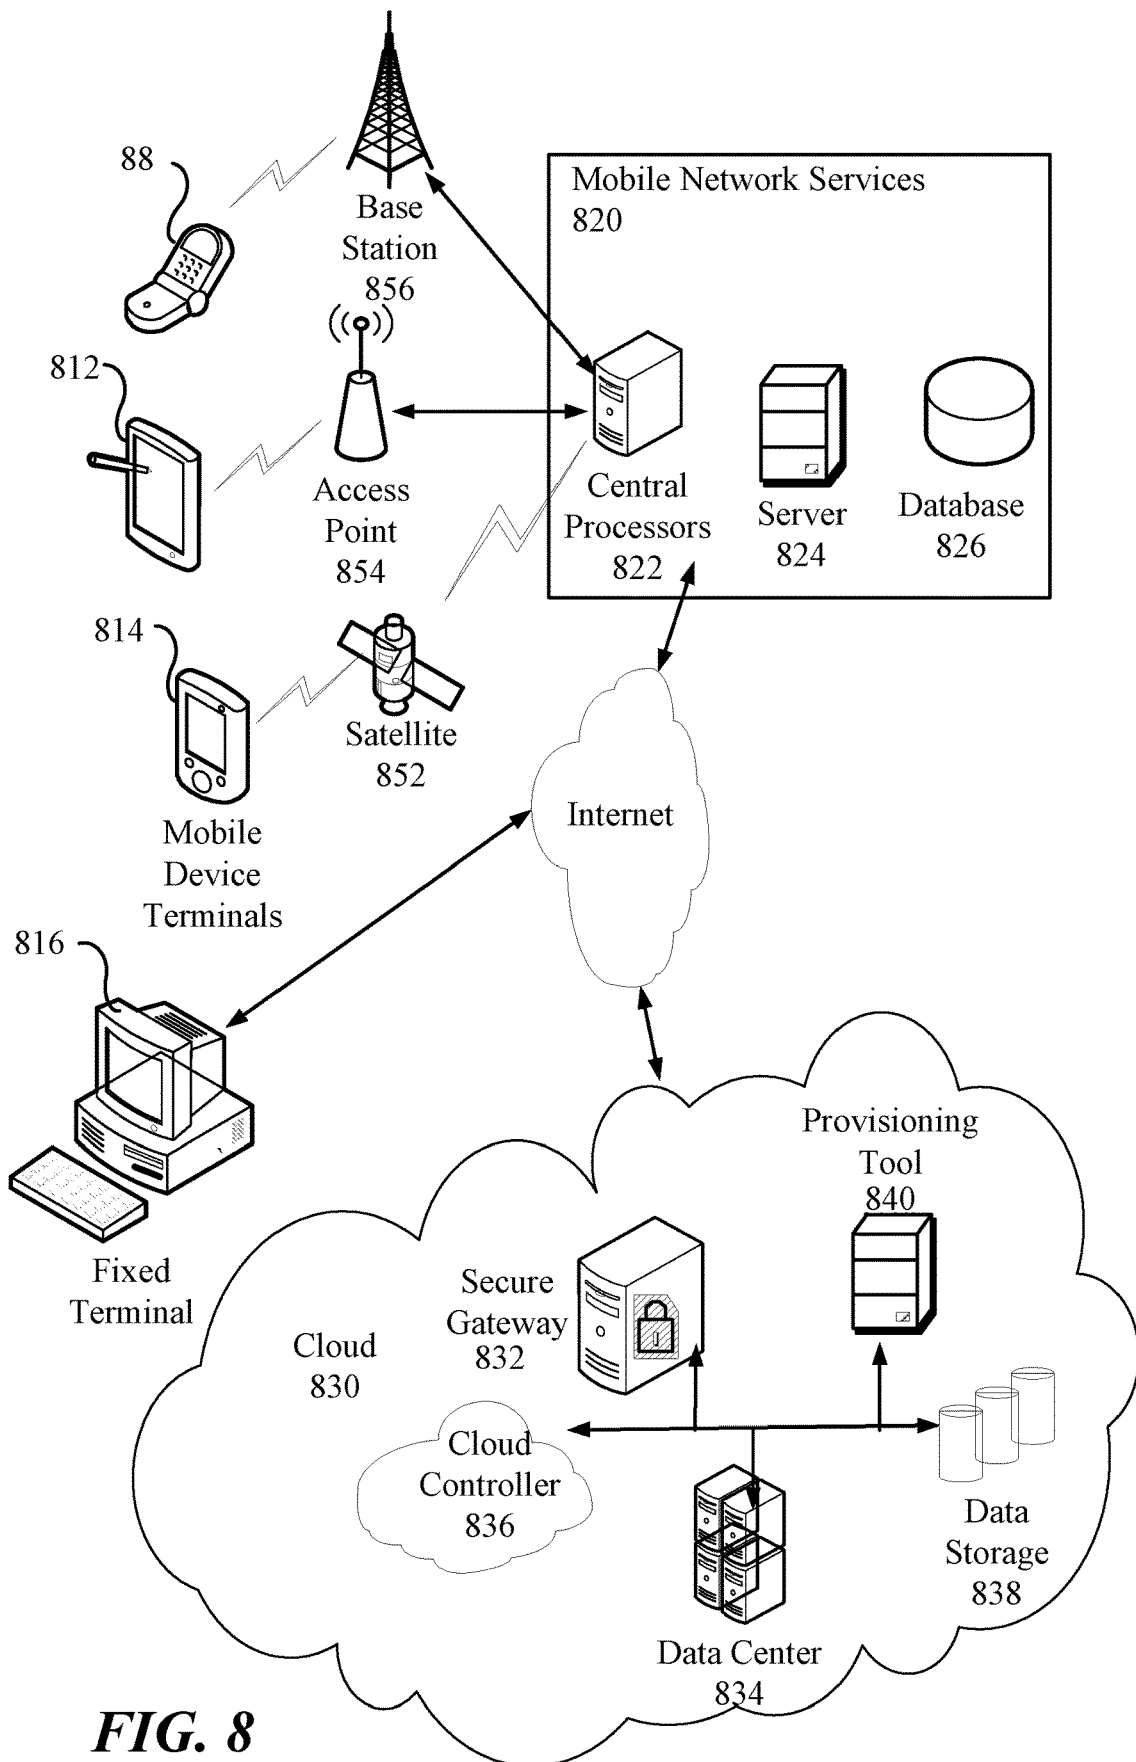 88
Base
Station
856
Mobile Network Services
820
812
Access
Point
854
Central
Processors
822
Server
824
Database
826
814
Satellite
852
Mobile
Device
Terminals
Internet
816
Fixed
Terminal
Provisioning
Tool
840
Secure
Gateway
832
Cloud
830
Cloud
Controller
836
Data
Storage
838
Data Center
834
FIG. 8